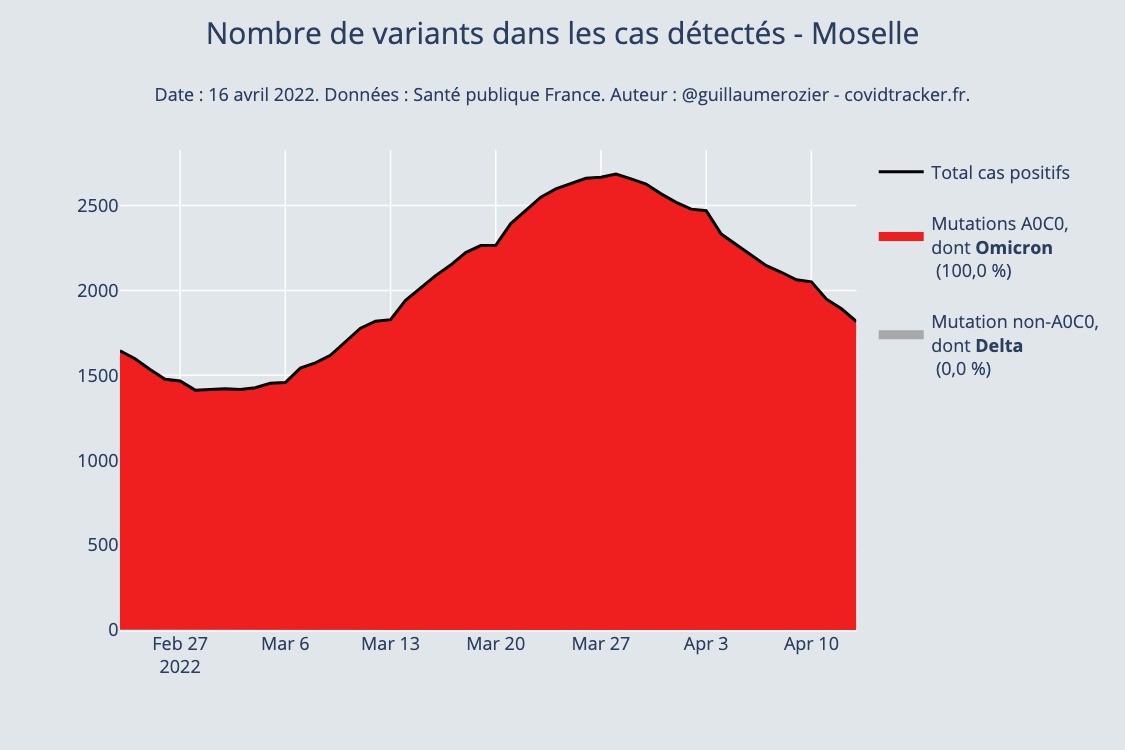 Nombre de variants dans les cas détectés - Moselle
Date : 16 avril 2022. Données : Santé publique France. Auteur : @guillaumerozier - covidtracker.fr.
Total cas positifs
Mutations A0C0,
dont Omicron
(100,0 %)
Mutation non-A0C0,
dont Delta
(0,0 %)
2500
2000
1500
1000
500
0
Feb 27 Mar 6 Mar 13 Mar 20 Mar 27 Apr 3 Apr 10
2022